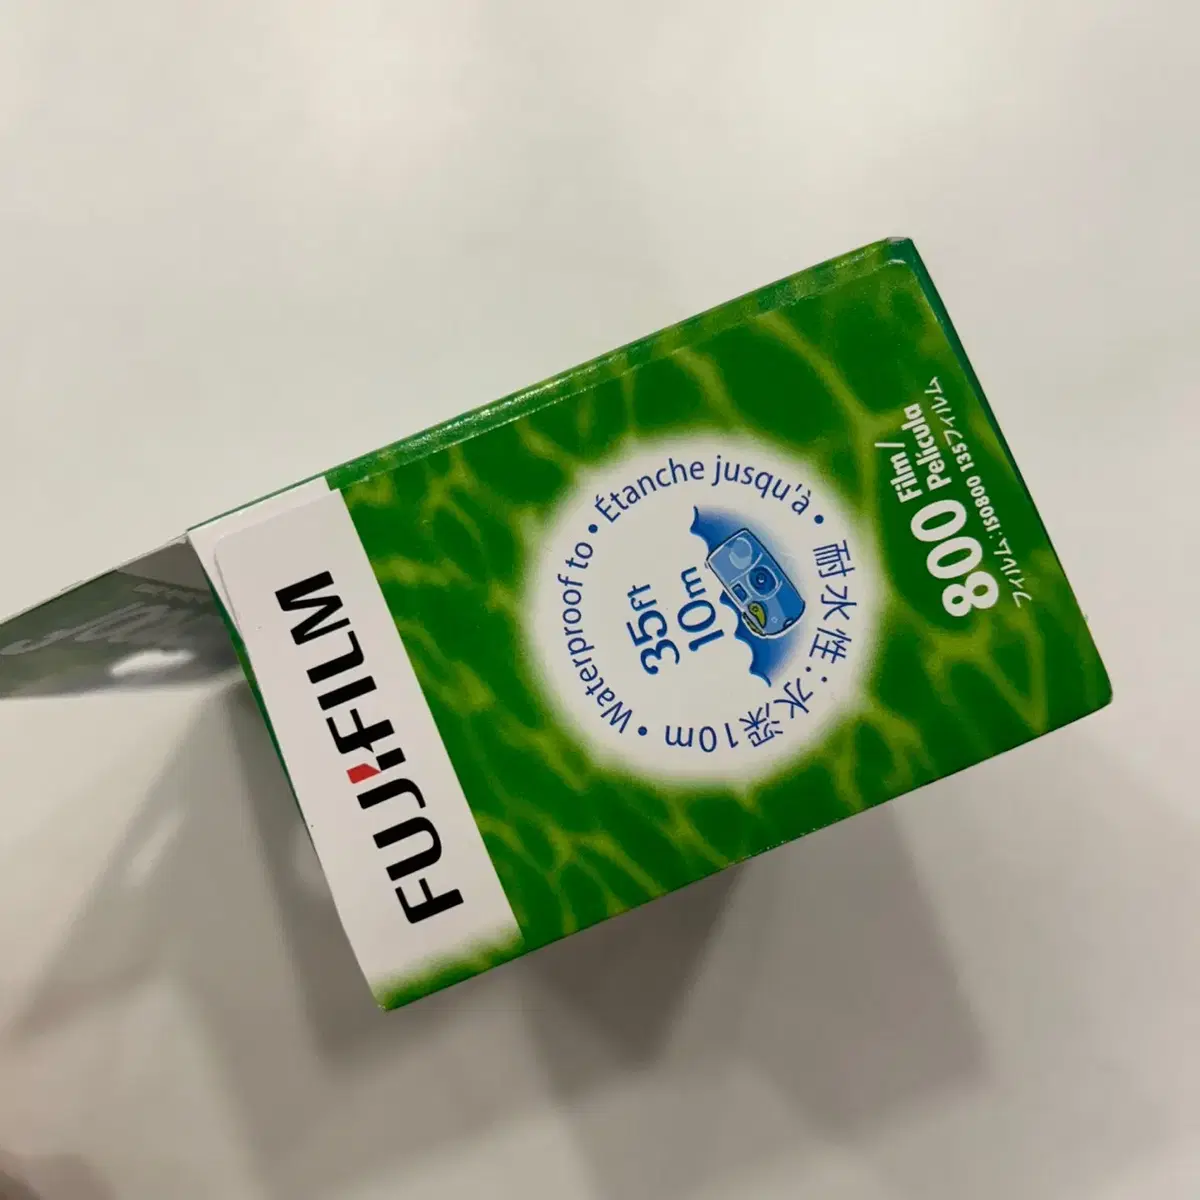 FUJIFILM
Waterproof to • Étanche jusqu'à •
耐水性:水深10m •
35ft
10m
800 Film/
Película
フィルム:ISO800 135フィルム